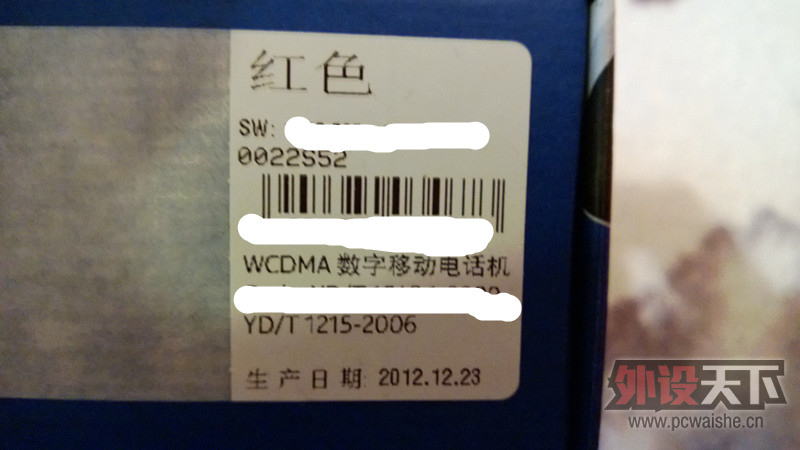 红色
SW:
0022S52
WCDMA 数字移动电话机
YD/T 1215-2006
生产日期: 2012.12.23
外设天下
www.pcwaishe.cn